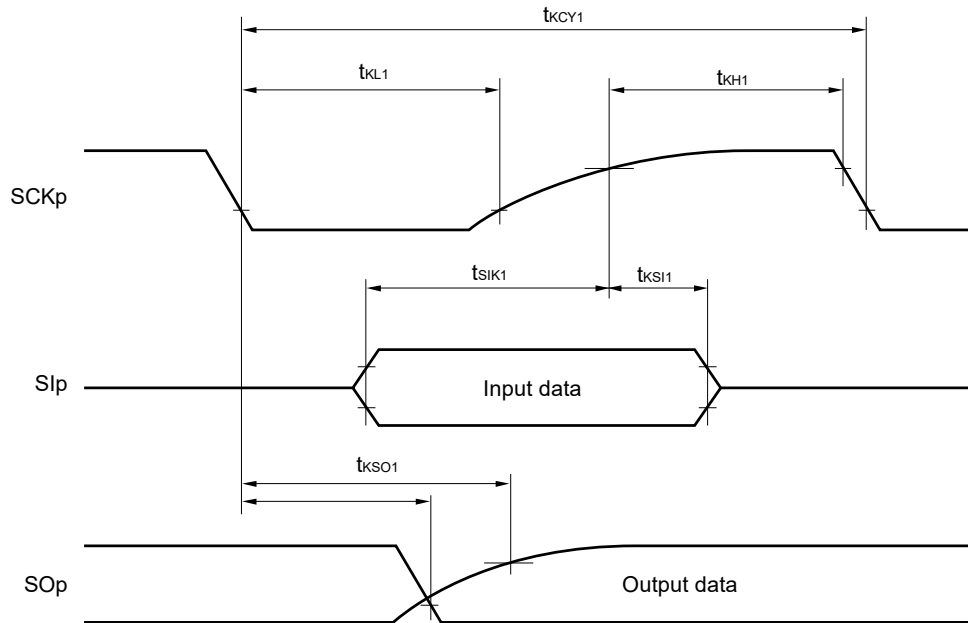 tKCY1
tKL1
tKH1
SCKp
tSIK1
tKSI1
SIp
Input data
tKSO1
SOp
Output data